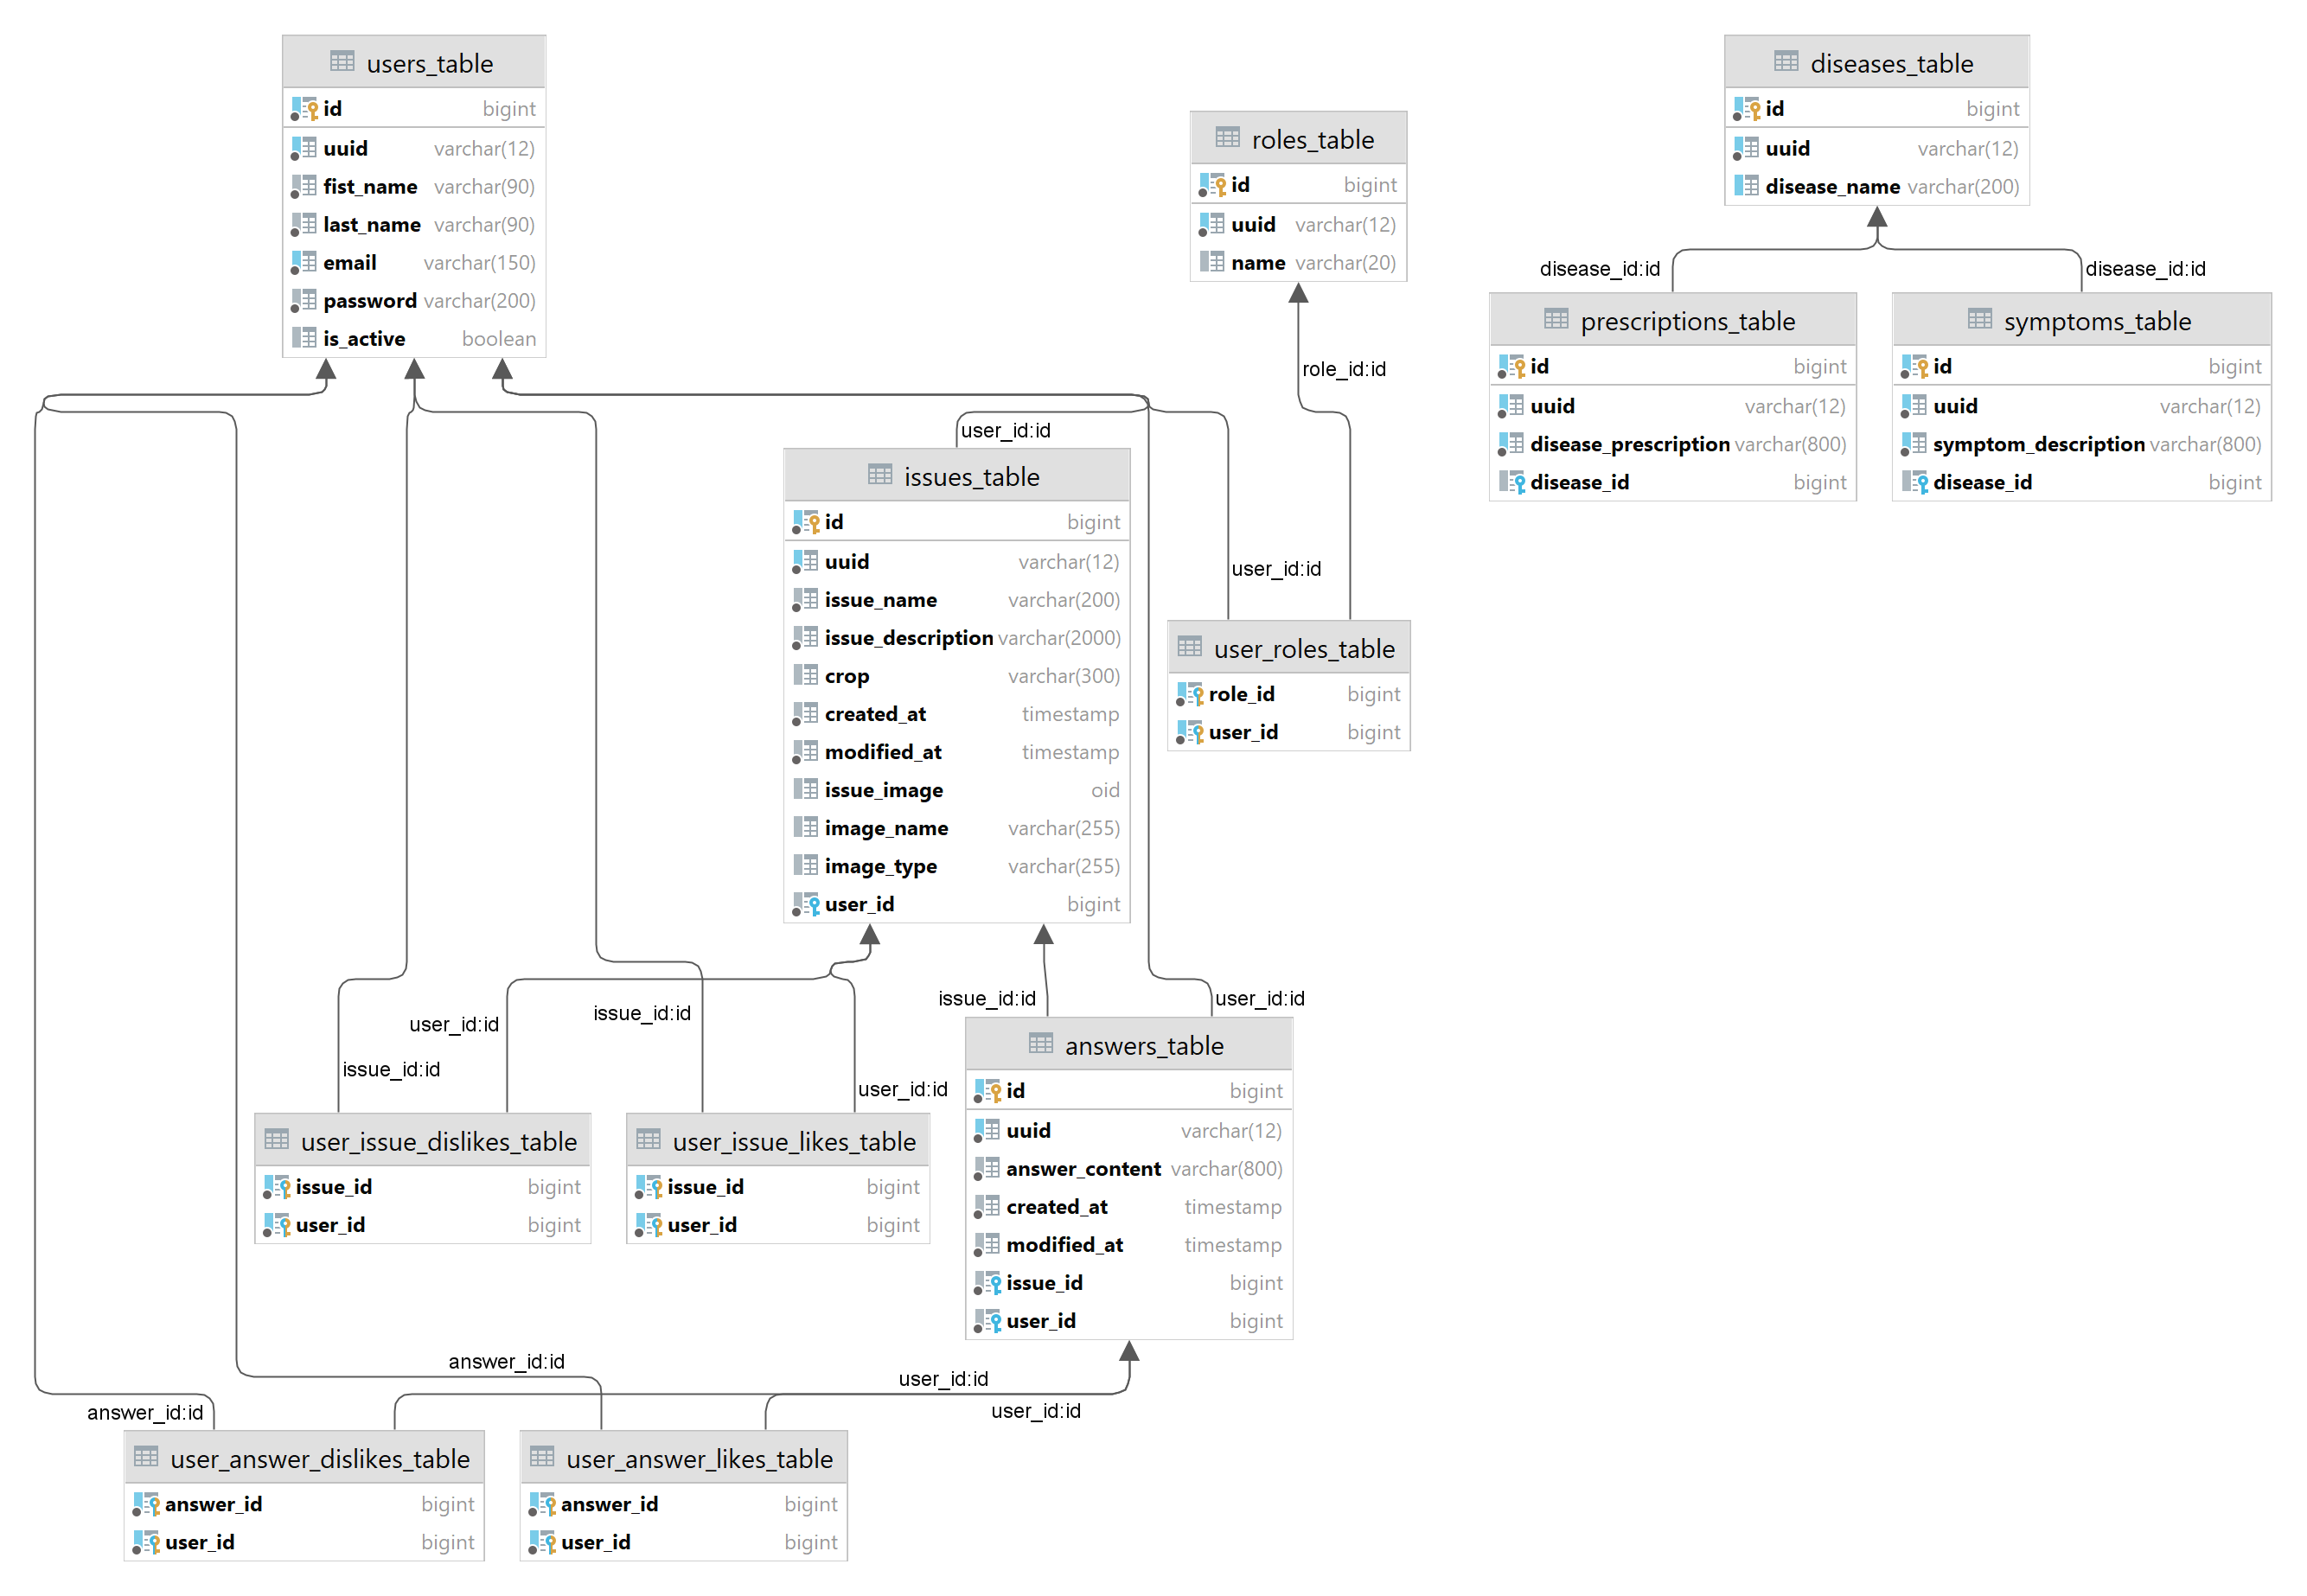 users_table
id bigint
uuid varchar(12)
fist_name varchar(90)
last_name varchar(90)
email varchar(150)
password varchar(200)
is_active boolean
roles_table
id bigint
uuid varchar(12)
name varchar(20)
diseases_table
id bigint
uuid varchar(12)
disease_name varchar(200)
disease_id:id
disease_id:id
prescriptions_table
id bigint
uuid varchar(12)
disease_prescription varchar(800)
disease_id bigint
symptoms_table
id bigint
uuid varchar(12)
symptom_description varchar(800)
disease_id bigint
role_id:id
user_id:id
issues_table
id bigint
uuid varchar(12)
issue_name varchar(200)
issue_description varchar(2000)
crop varchar(300)
created_at timestamp
modified_at timestamp
issue_image oid
image_name varchar(255)
image_type varchar(255)
user_id bigint
user_id:id
user_roles_table
role_id bigint
user_id bigint
issue_id:id
user_id:id
user_id:id
issue_id:id
issue_id:id
user_id:id
answers_table
id bigint
uuid varchar(12)
answer_content varchar(800)
created_at timestamp
modified_at timestamp
issue_id bigint
user_id bigint
user_issue_dislikes_table
issue_id bigint
user_id bigint
user_issue_likes_table
issue_id bigint
user_id bigint
answer_id:id
user_id:id
answer_id:id
user_id:id
user_answer_dislikes_table
answer_id bigint
user_id bigint
user_answer_likes_table
answer_id bigint
user_id bigint